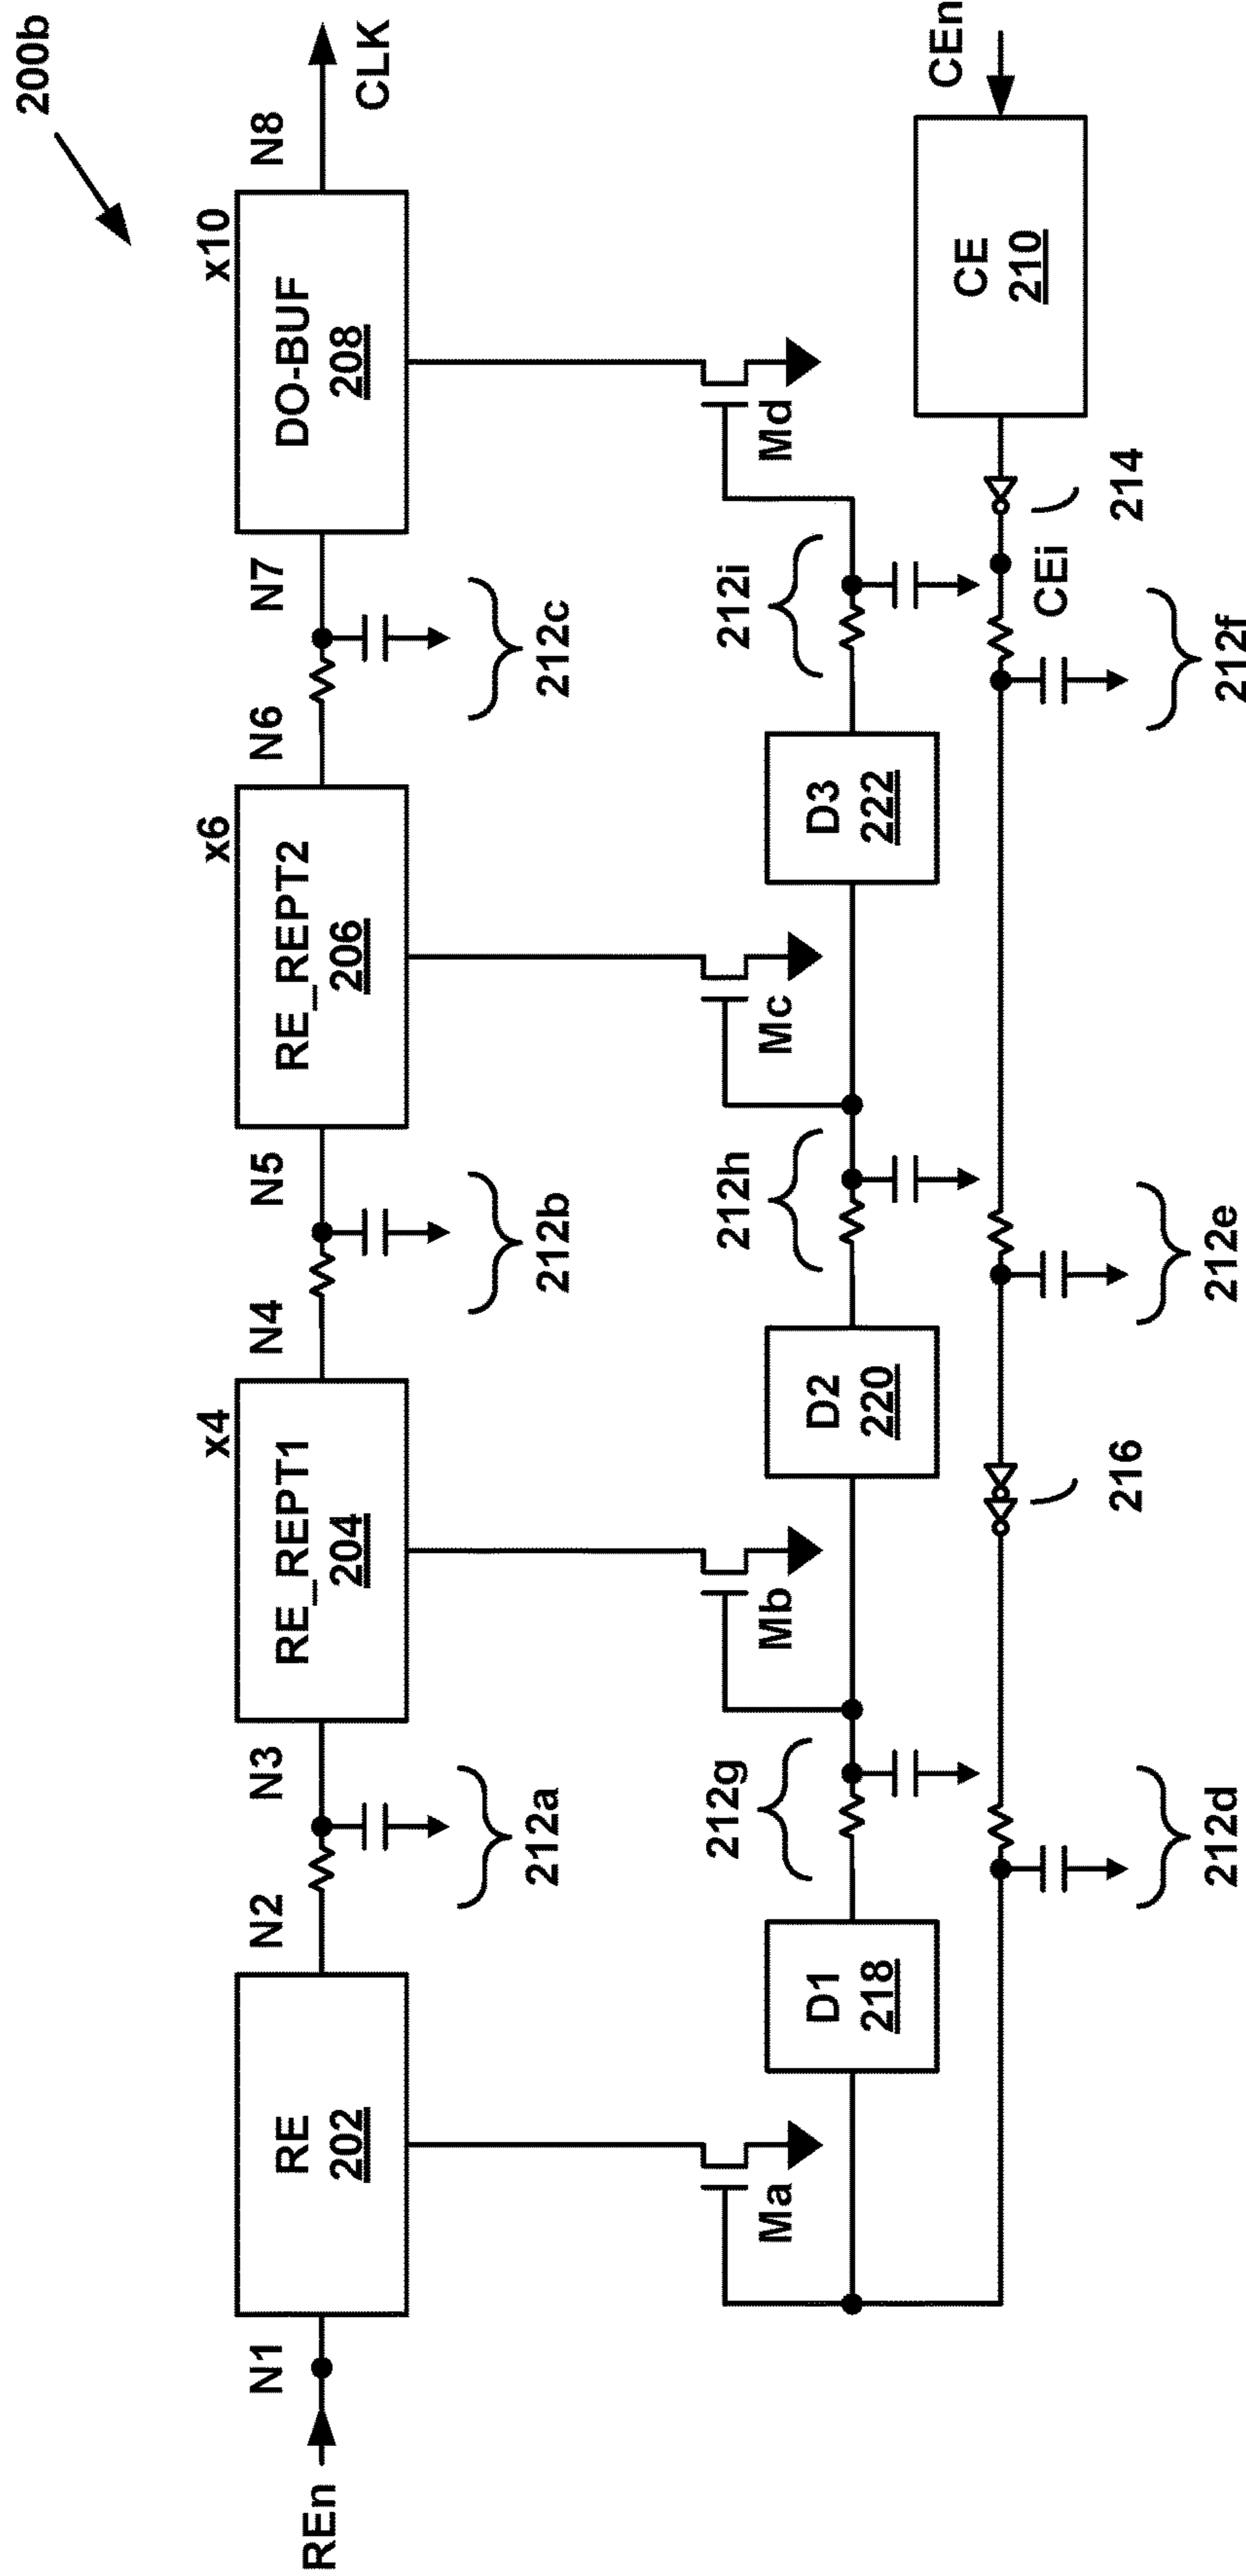 200b
x4
x6
x10
REn
N1
RE
202
N2
N3
RE_REPT1
204
N4
N5
RE_REPT2
206
N6
N7
DO-BUF
208
N8
CLK
212a
212b
212c
Ma
Mb
Mc
Md
212g
212h
212i
D1
218
D2
220
D3
222
CEi
CE
210
CEn
216
214
212d
212e
212f